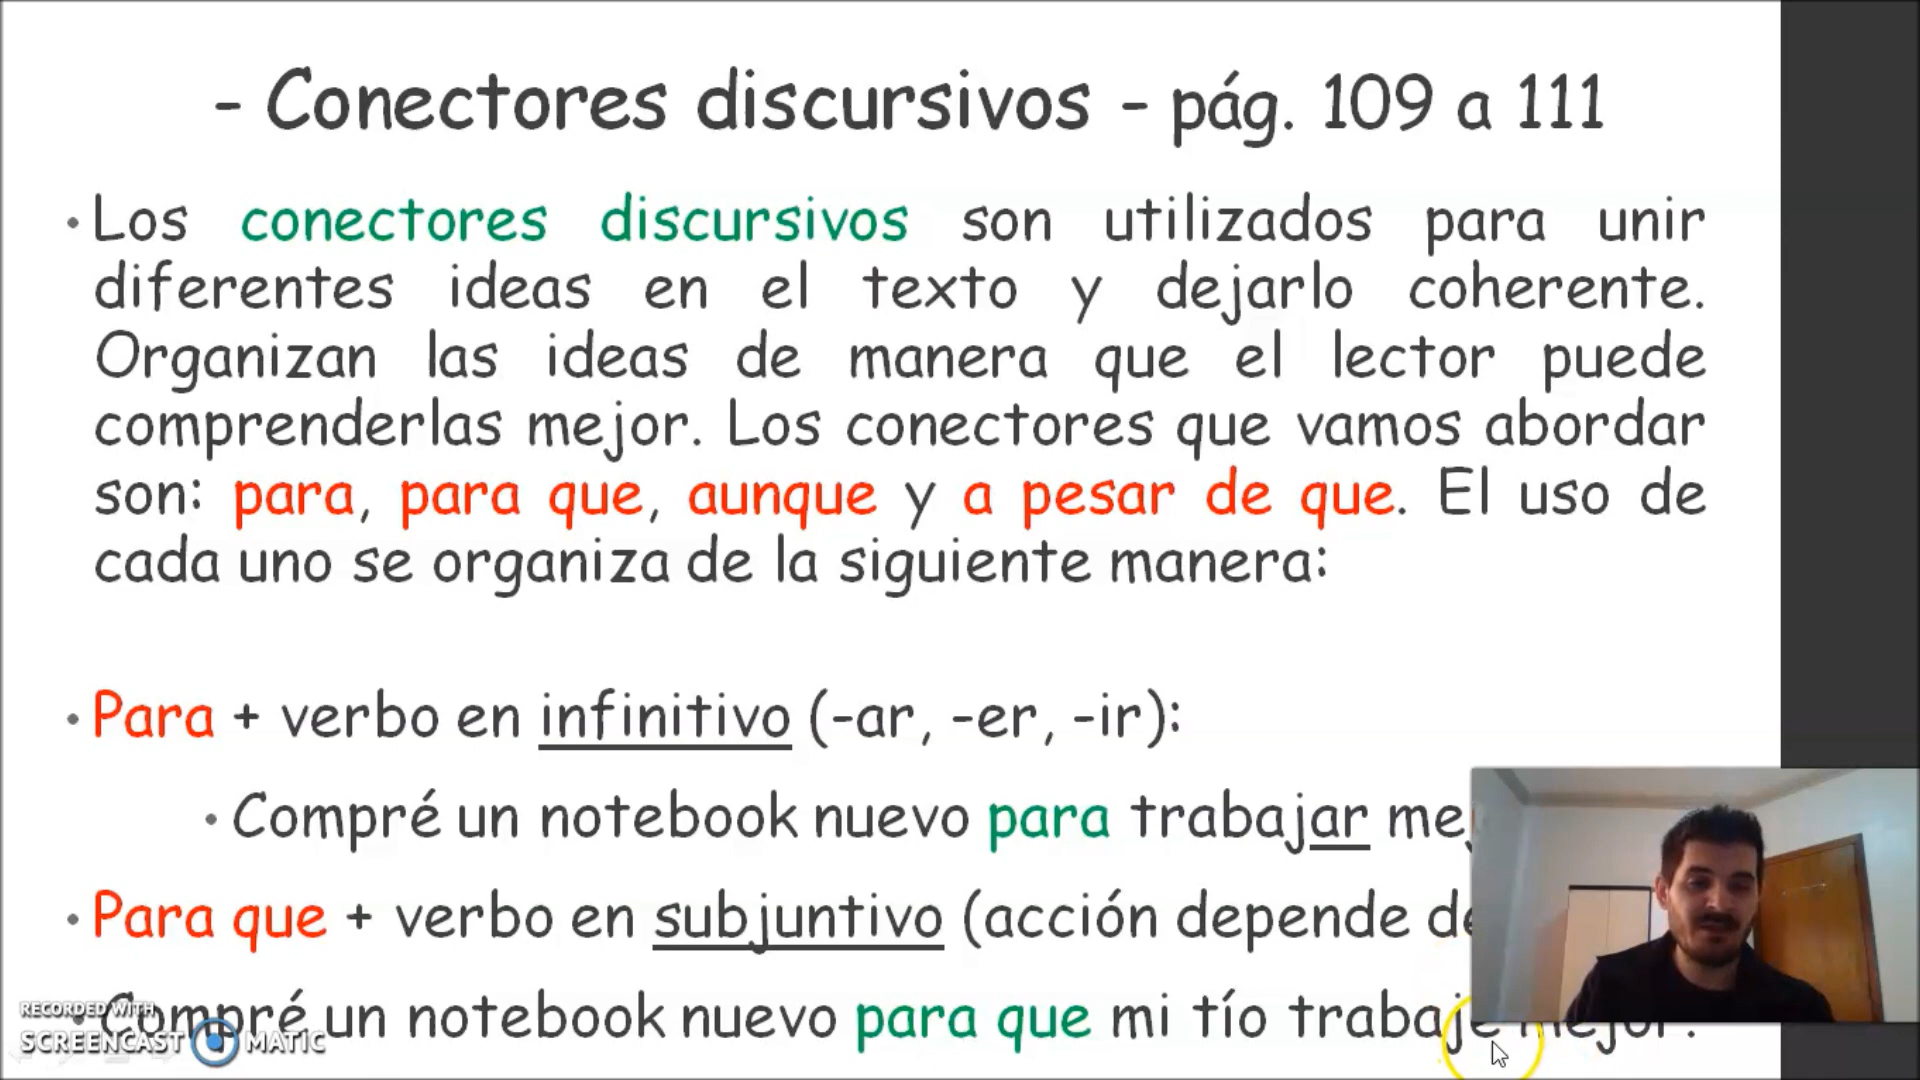 - Conectores discursivos - pág. 109 a 111
• Los conectores discursivos son utilizados para unir
diferentes ideas en el texto y dejarlo coherente.
Organizan las ideas de manera que el lector puede
comprenderlas mejor. Los conectores que vamos abordar
son: para, para que, aunque y a pesar de que. El uso de
cada uno se organiza de la siguiente manera:
• Para + verbo en infinitivo (-ar, -er, -ir):
• Compré un notebook nuevo para trabajar
• Para que + verbo en subjuntivo (acción depende
• Compré un notebook nuevo para que mi tío trabaje mejor.
RECORDED WITH
SCREENCAST MATIC